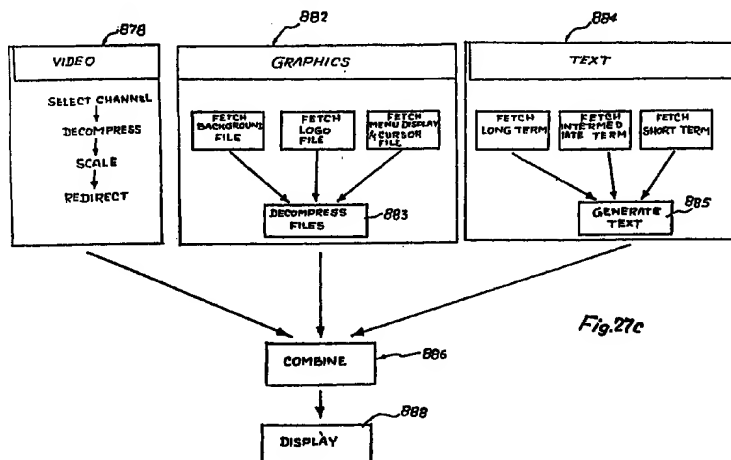 878
VIDEO
SELECT CHANNEL
DECOMPRESS
SCALE
REDIRECT
882
GRAPHICS
FETCH
BACKGROUND
FILE
FETCH
LOGO
FILE
FETCH
MENU DISPLAY
& CURSOR
FILE
DECOMPRESS
FILES
883
884
TEXT
FETCH
LONG TERM
FETCH
INTERMED
IATE TERM
FETCH
SHORT TERM
GENERATE
TEXT
885
Fig.27c
COMBINE
886
DISPLAY
888